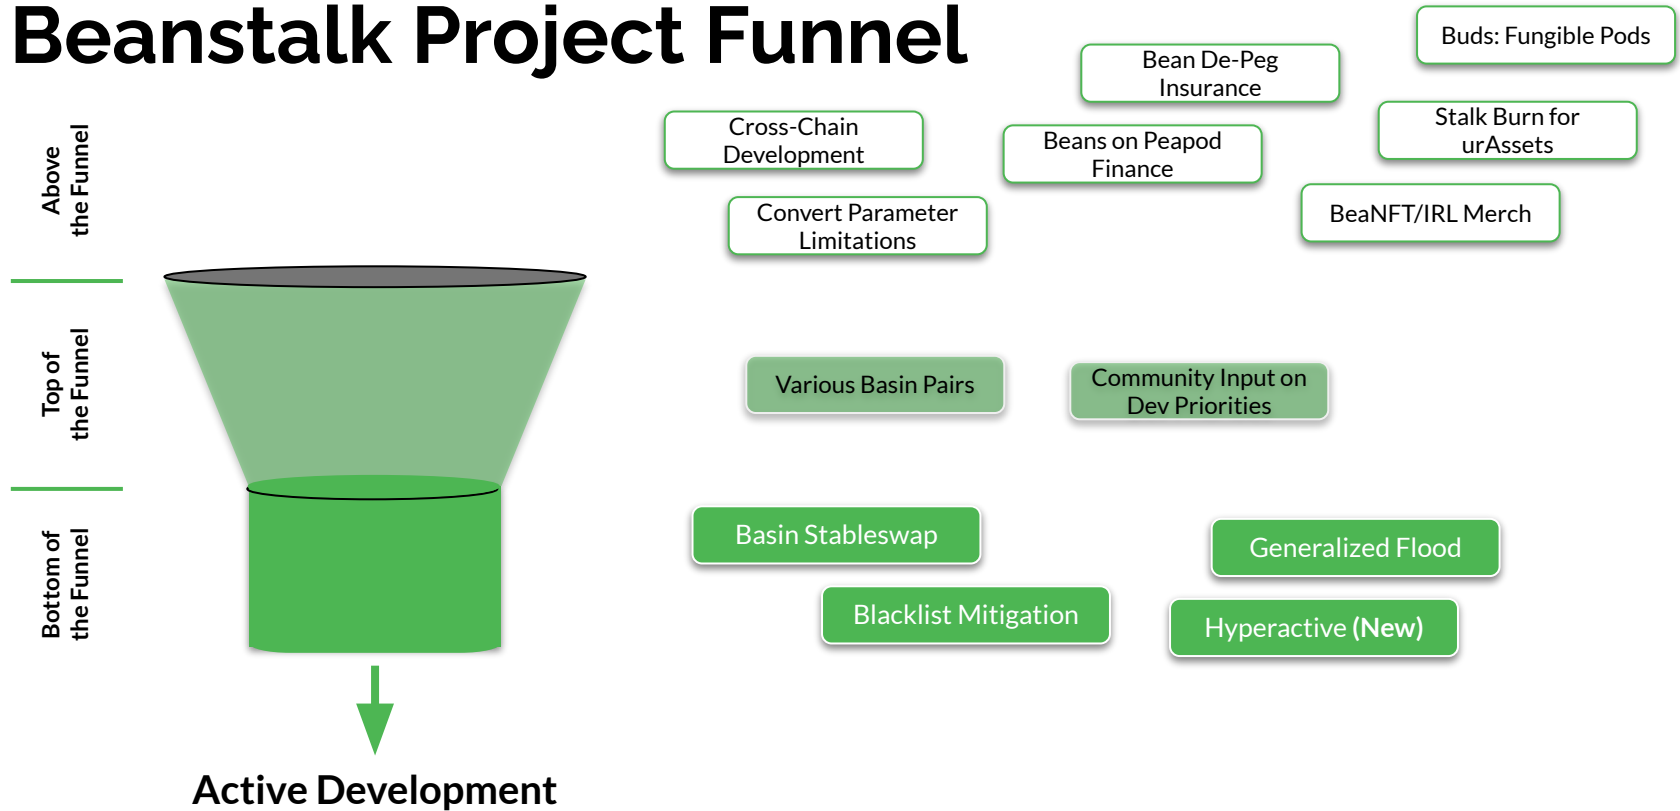 Beanstalk Project Funnel
Buds: Fungible Pods
Bean De-Peg
Insurance
Stalk Burn for
urAssets
Cross-Chain
Development
Beans on Peapod
Finance
BeaNFT/IRL Merch
Convert Parameter
Limitations
Above
the Funnel
Top of
the Funnel
Various Basin Pairs
Community Input on
Dev Priorities
Bottom of
the Funnel
Basin Stableswap
Generalized Flood
Blacklist Mitigation
Hyperactive (New)
Active Development